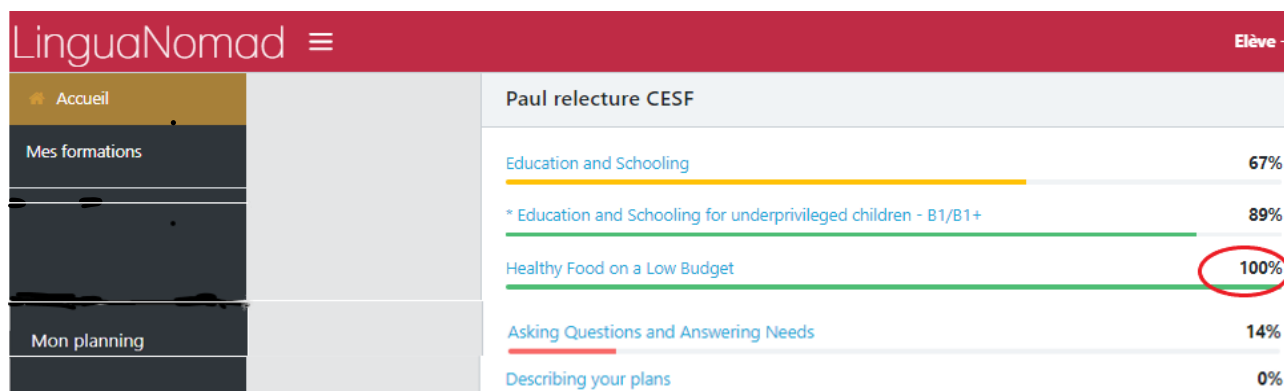 LinguaNomad
Elève -
Accueil
Mes formations
Mon planning
Paul relecture CESF
Education and Schooling 67%
* Education and Schooling for underprivileged children - B1/B1+ 89%
Healthy Food on a Low Budget 100%
Asking Questions and Answering Needs 14%
Describing your plans 0%